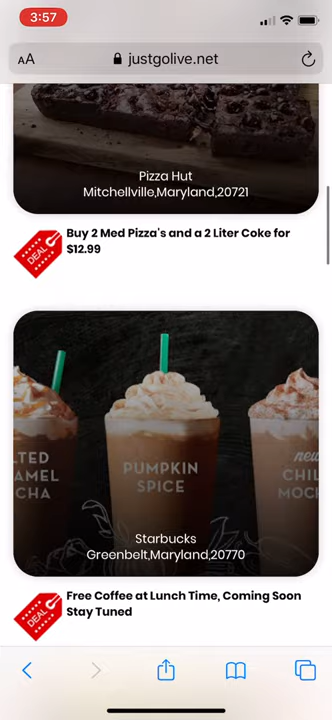 3:57
AA justgolive.net
Pizza Hut
Mitchellville,Maryland,20721
DEAL
Buy 2 Med Pizza's and a 2 Liter Coke for
$12.99
LTED
AMEL
CHA
PUMPKIN
SPICE
new
CHIL
MOCH
Starbucks
Greenbelt,Maryland,20770
DEAL
Free Coffee at Lunch Time, Coming Soon
Stay Tuned